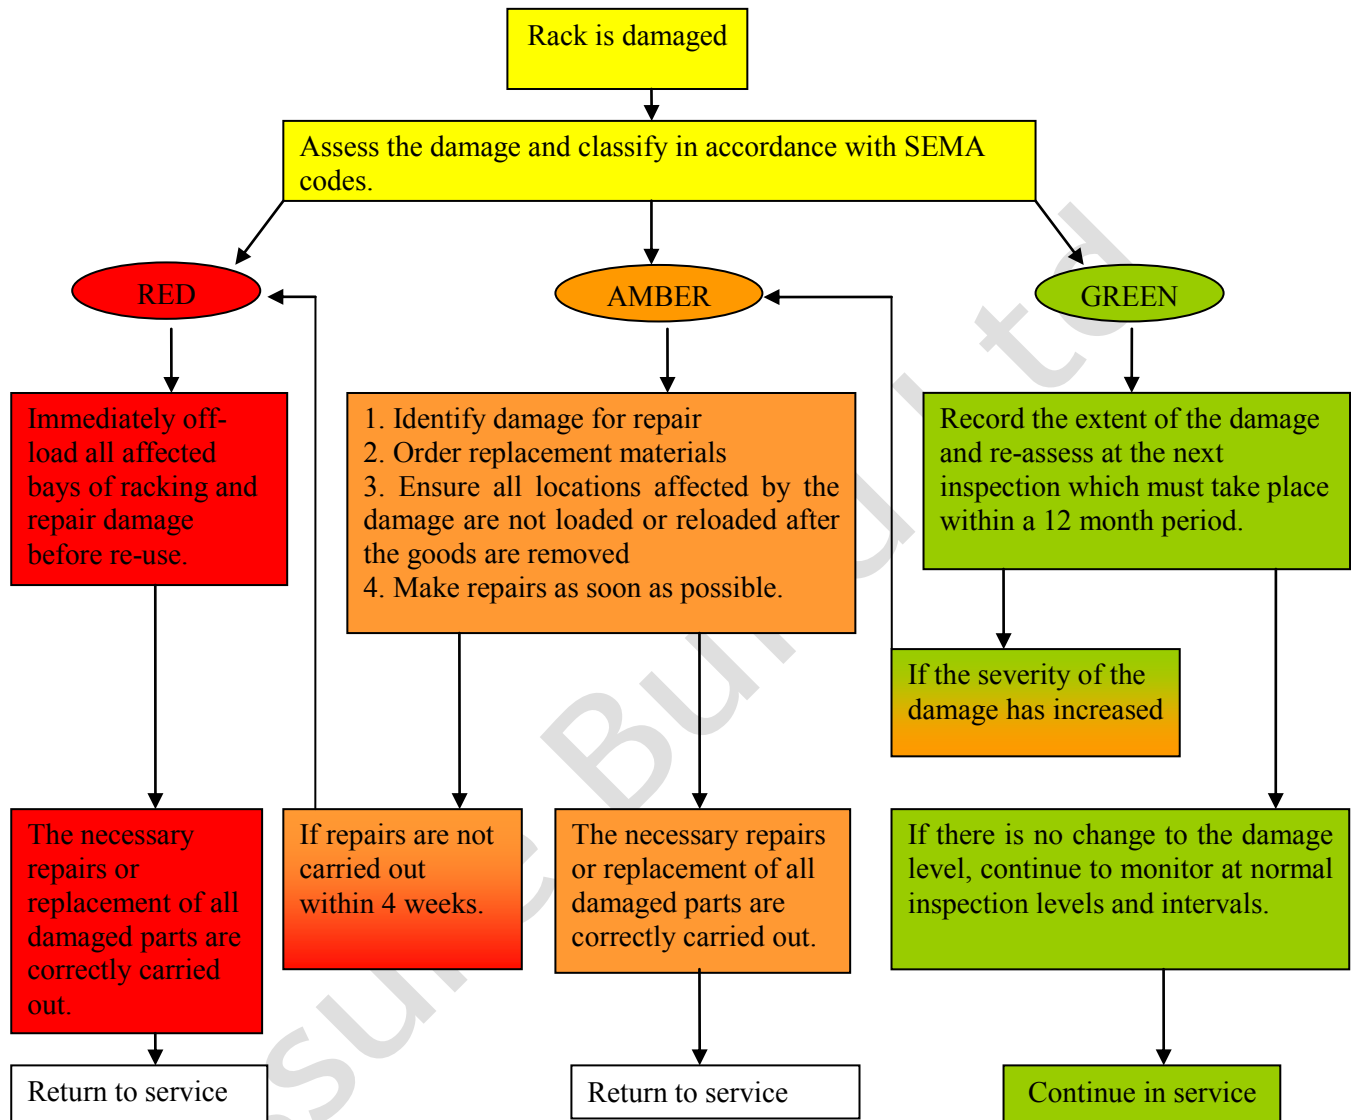 Rack is damaged
Assess the damage and classify in accordance with SEMA
codes.
RED
AMBER
GREEN
Immediately off-
load all affected
bays of racking and
repair damage
before re-use.
1. Identify damage for repair
2. Order replacement materials
3. Ensure all locations affected by the
damage are not loaded or reloaded after
the goods are removed
4. Make repairs as soon as possible.
Record the extent of the damage
and re-assess at the next
inspection which must take place
within a 12 month period.
If the severity of the
damage has increased
The necessary
repairs or
replacement of all
damaged parts are
correctly carried
out.
If repairs are not
carried out
within 4 weeks.
The necessary repairs
or replacement of all
damaged parts are
correctly carried out.
If there is no change to the damage
level, continue to monitor at normal
inspection levels and intervals.
Return to service
Return to service
Continue in service